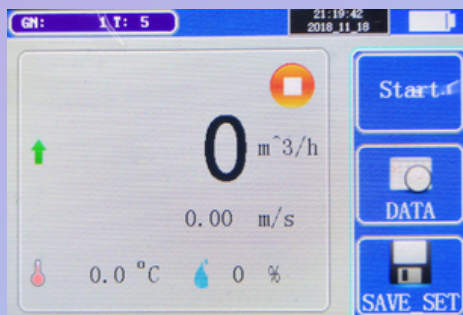 GN: 1 T: 5
21:19:42
2018_11_18
Start
0 m^3/h
0.00 m/s
DATA
0.0 °C 0 %
SAVE_SET